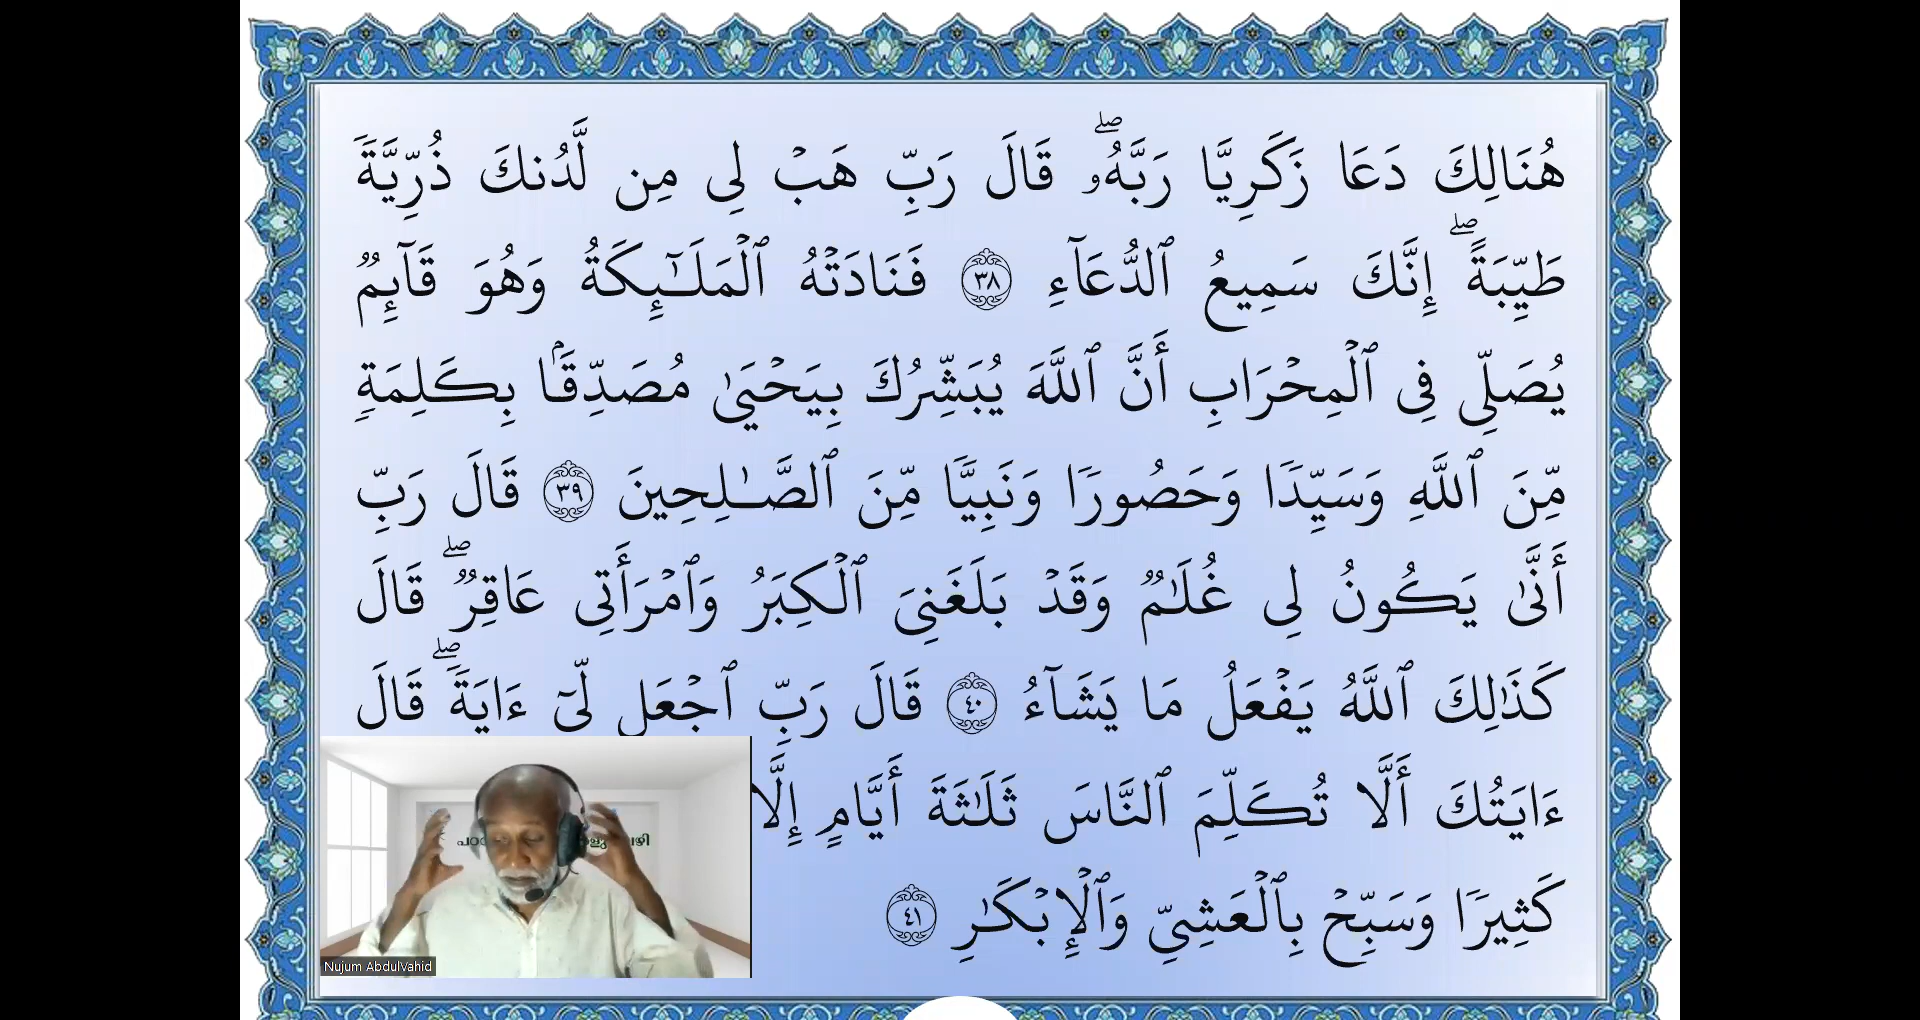 هُنَالِكَ دَعَا زَكَرِيَّا رَبَّهُۥۖ قَالَ رَبِّ هَبْ لِى مِن لَّدُنكَ ذُرِّيَّةً
طَيِّبَةًۖ إِنَّكَ سَمِيعُ ٱلدُّعَآءِ ٣٨ فَنَادَتْهُ ٱلْمَلَـٰٓئِكَةُ وَهُوَ قَآئِمٌ
يُصَلِّى فِى ٱلْمِحْرَابِ أَنَّ ٱللَّهَ يُبَشِّرُكَ بِيَحْيَىٰ مُصَدِّقًۢا بِكَلِمَةٍ
مِّنَ ٱللَّهِ وَسَيِّدًا وَحَصُورًا وَنَبِيًّا مِّنَ ٱلصَّـٰلِحِينَ ٣٩ قَالَ رَبِّ
أَنَّىٰ يَكُونُ لِى غُلَـٰمٌ وَقَدْ بَلَغَنِىَ ٱلْكِبَرُ وَٱمْرَأَتِى عَاقِرٌۖ قَالَ
كَذَٰلِكَ ٱللَّهُ يَفْعَلُ مَا يَشَآءُ ٤٠ قَالَ رَبِّ ٱجْعَل لِّىٓ ءَايَةًۖ قَالَ
ءَايَتُكَ أَلَّا تُكَلِّمَ ٱلنَّاسَ ثَلَـٰثَةَ أَيَّامٍ إِلَّا
كَثِيرًا وَسَبِّحْ بِٱلْعَشِىِّ وَٱلْإِبْكَـٰرِ ٤١
Nujum Abdulvahid